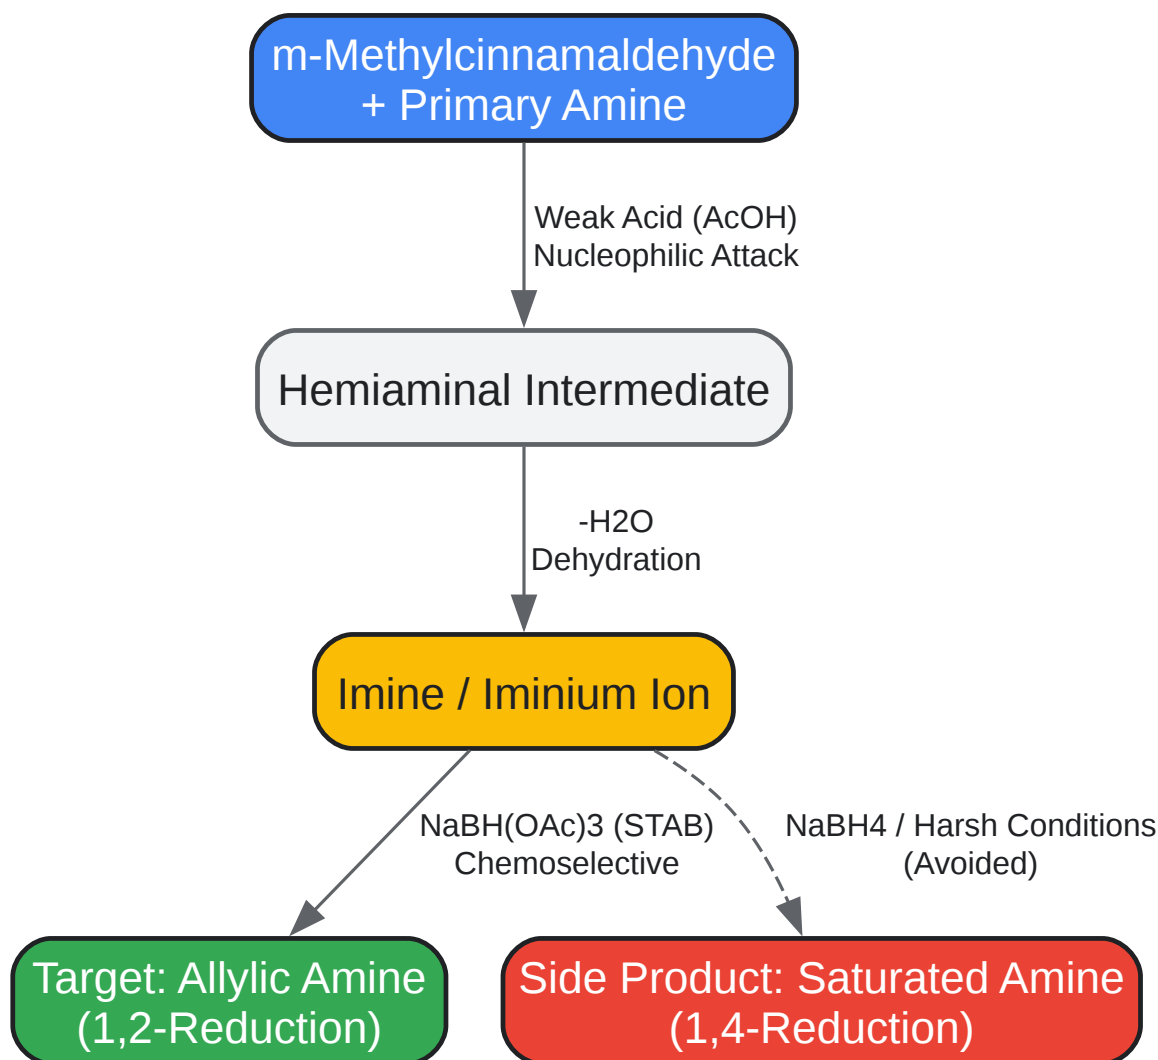 m-Methylcinnamaldehyde
+ Primary Amine
Weak Acid (AcOH)
Nucleophilic Attack
Hemiaminal Intermediate
-H2O
Dehydration
Imine / Iminium Ion
NaBH(OAc)3 (STAB)
Chemoselective
NaBH4 / Harsh Conditions
(Avoided)
Target: Allylic Amine
(1,2-Reduction)
Side Product: Saturated Amine
(1,4-Reduction)